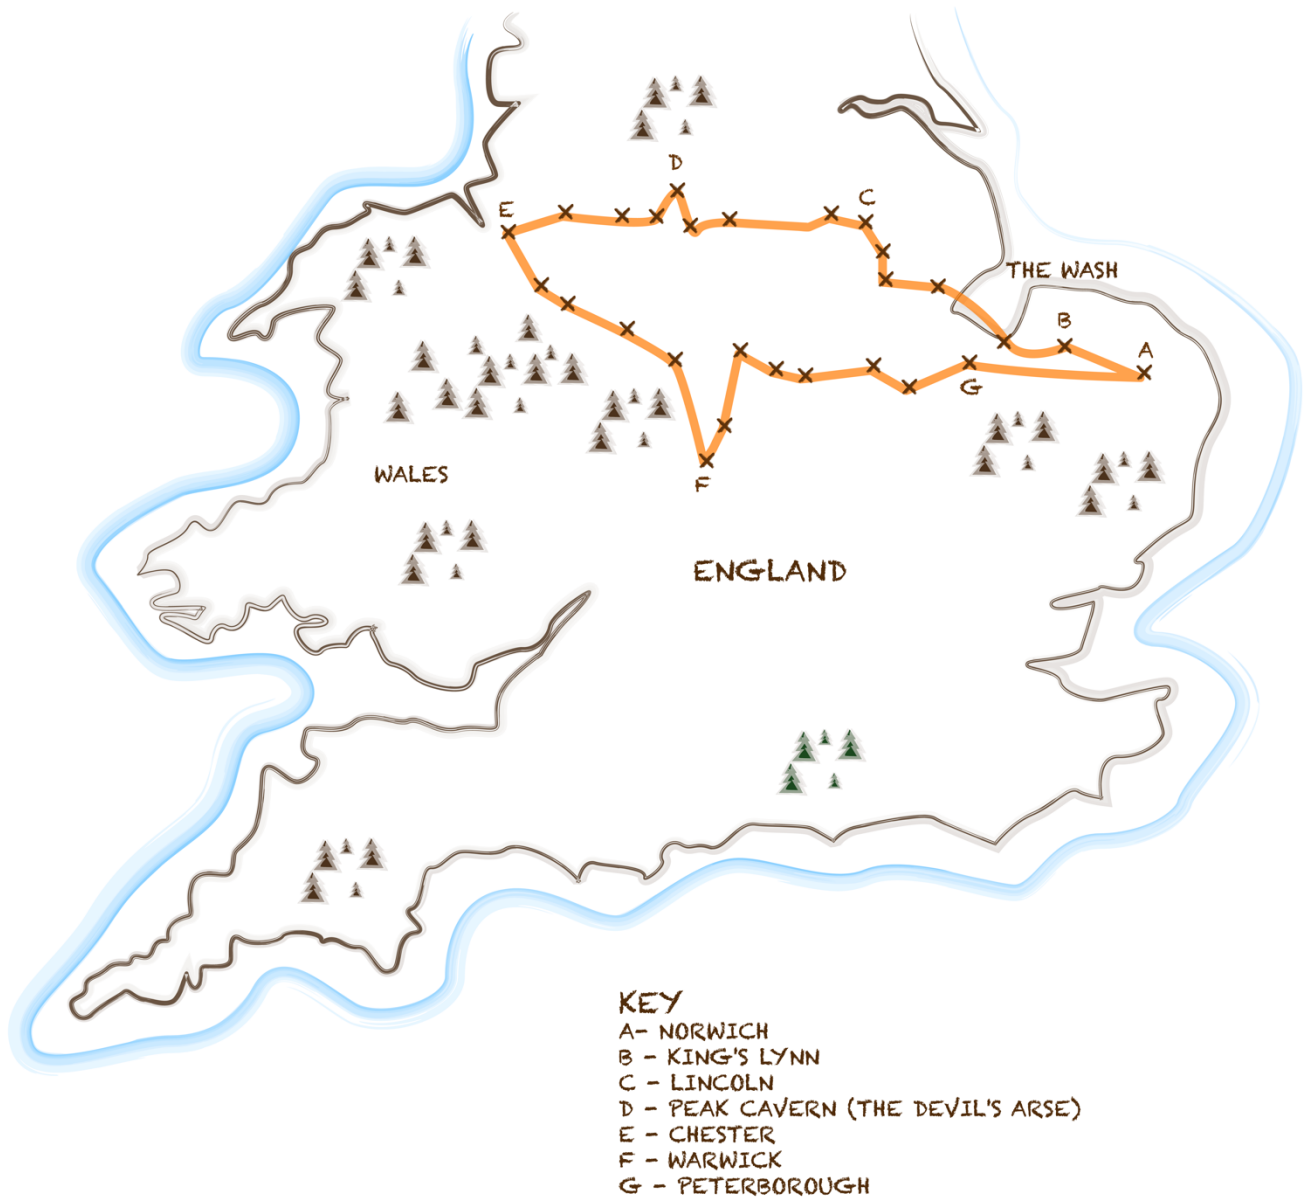 D
E
C
THE WASH
B
A
G
WALES
F
ENGLAND
KEY
A- NORWICH
B - KING'S LYNN
C - LINCOLN
D - PEAK CAVERN (THE DEVIL'S ARSE)
E - CHESTER
F - WARWICK
G - PETERBOROUGH